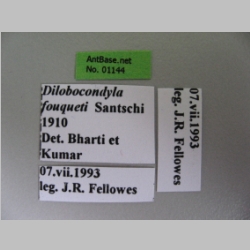 AntBase.net
No. 01144
Dilobocondyla
fouqueti Santschi
1910
Det. Bharti et
Kumar
07.vii.1993
leg. J.R. Fellowes
07.vii.1993
leg. J.R. Fellowes